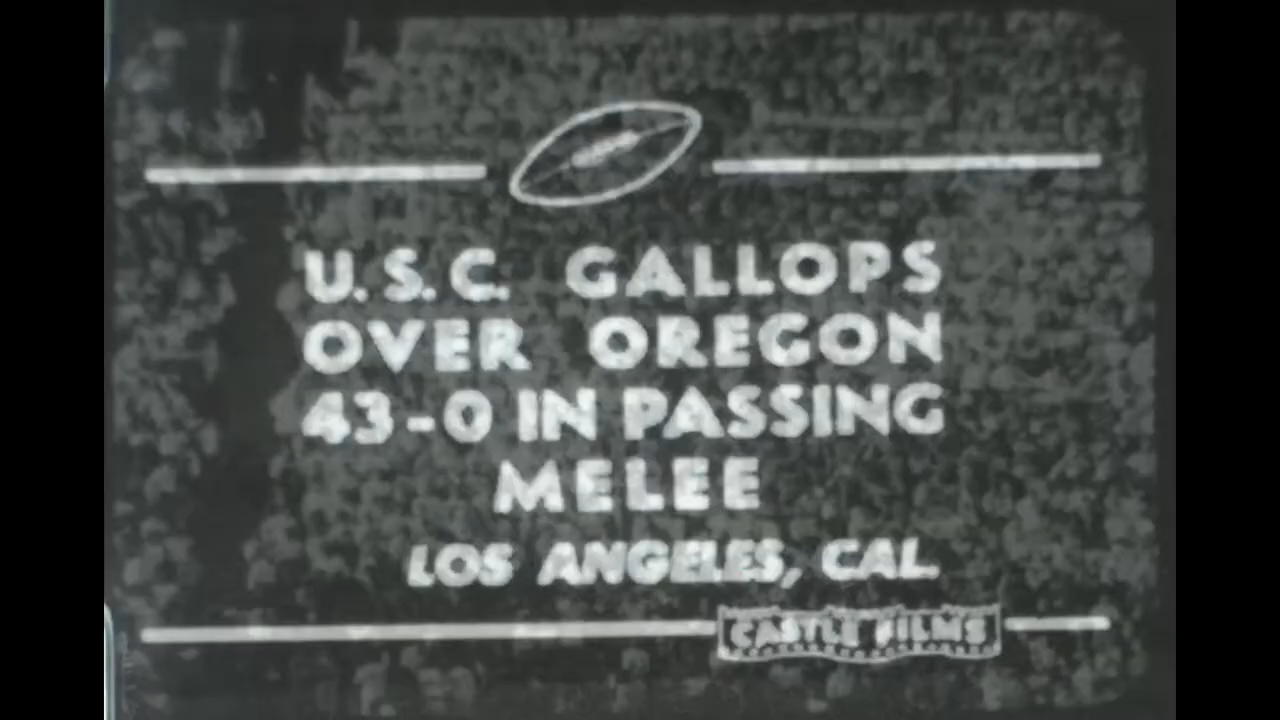 U.S.C. GALLOPS
OVER OREGON
43-0 IN PASSING
MELEE
LOS ANGELES, CAL.
CASTLE FILMS